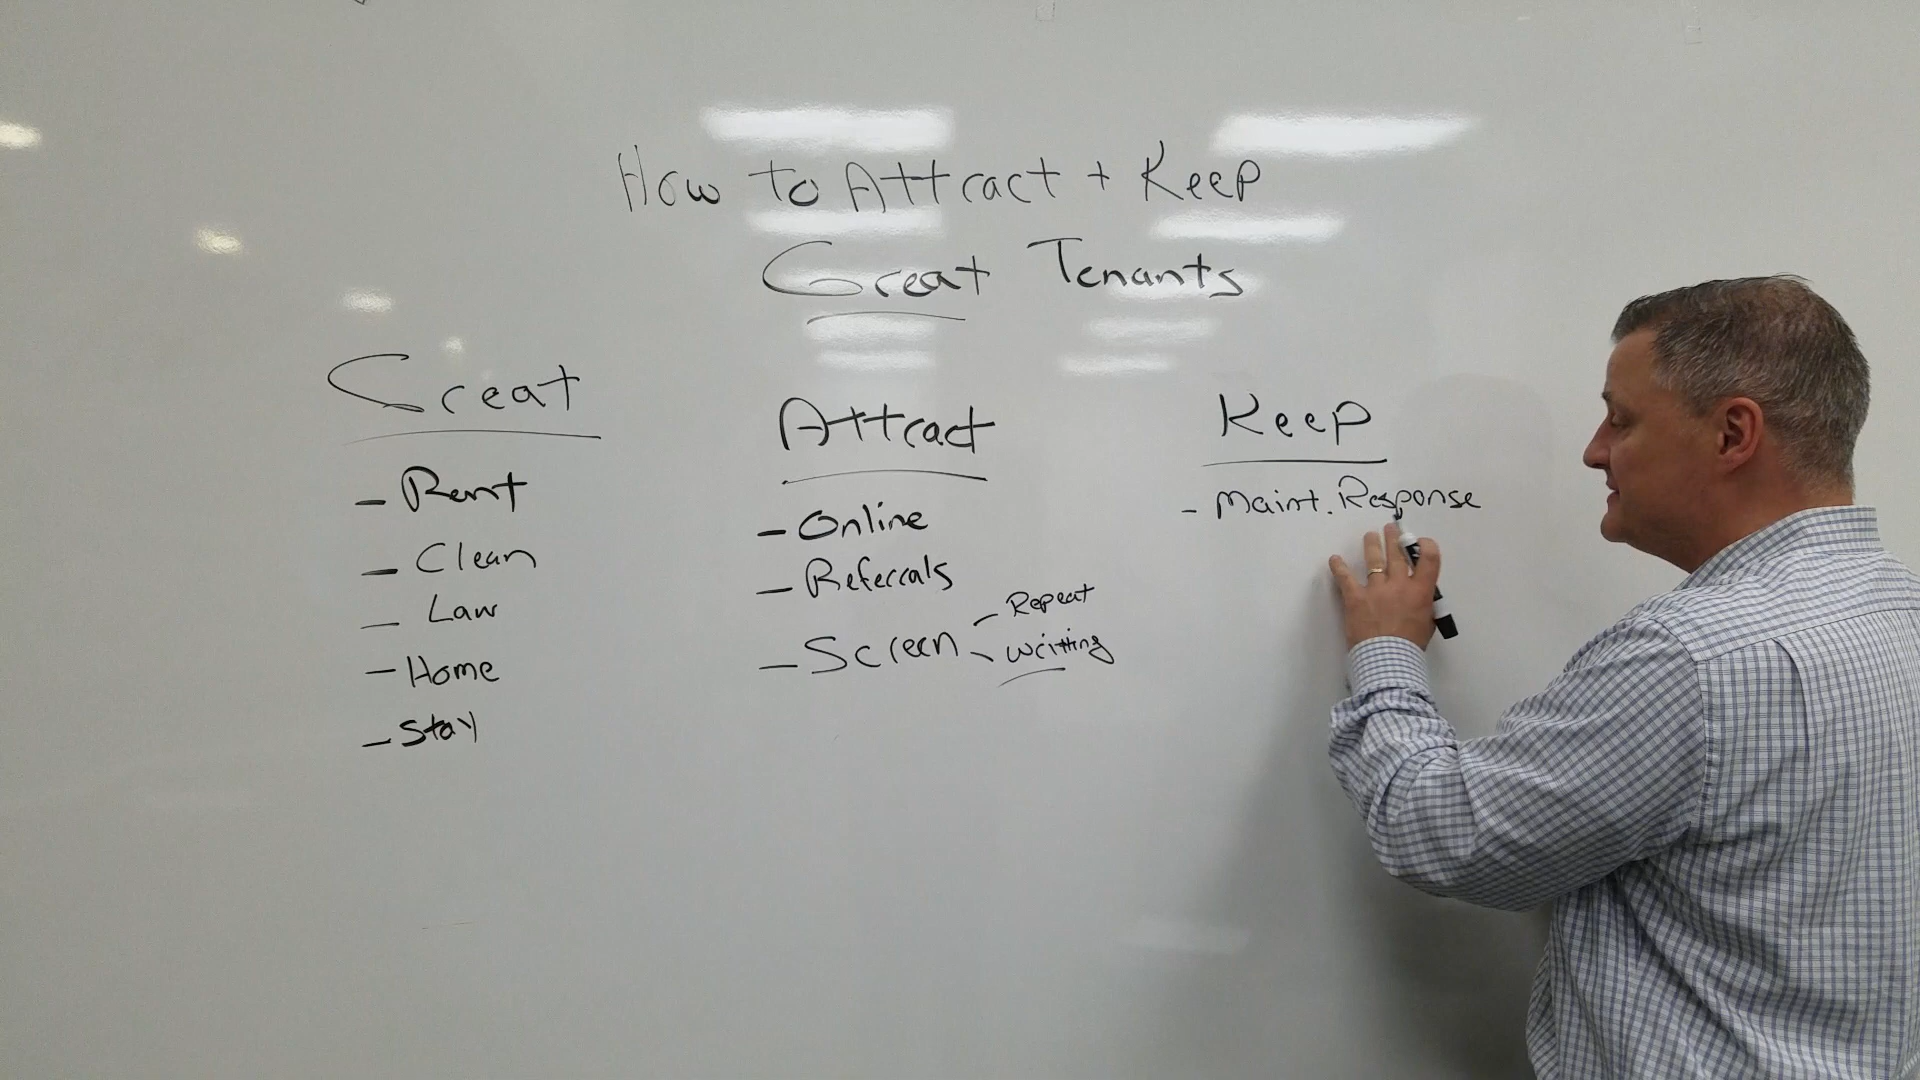 How to Attract + Keep
Great Tenants
Great
- Rent
- Clean
- Law
- Home
- Stay
Attract
- Online
- Referrals
- Screen - Repeat
- Writting
Keep
- Maint. Response